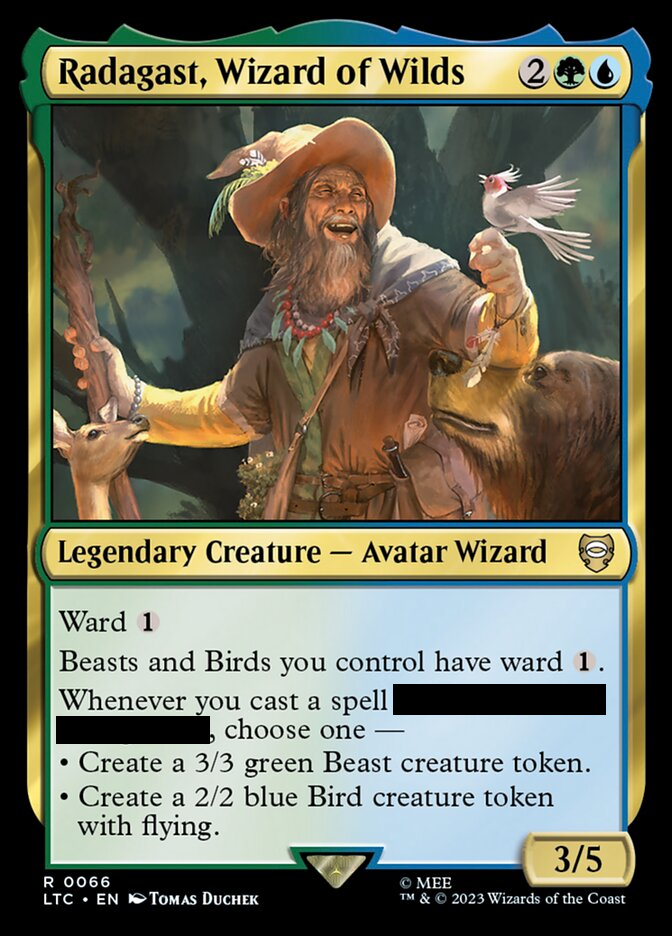 Radagast, Wizard of Wilds 2
Legendary Creature — Avatar Wizard
Ward 1
Beasts and Birds you control have ward 1.
Whenever you cast a spell
, choose one —
• Create a 3/3 green Beast creature token.
• Create a 2/2 blue Bird creature token
with flying.
3/5
R 0066
LTC • EN Tomas Duchek
© MEE
™ & © 2023 Wizards of the Coast